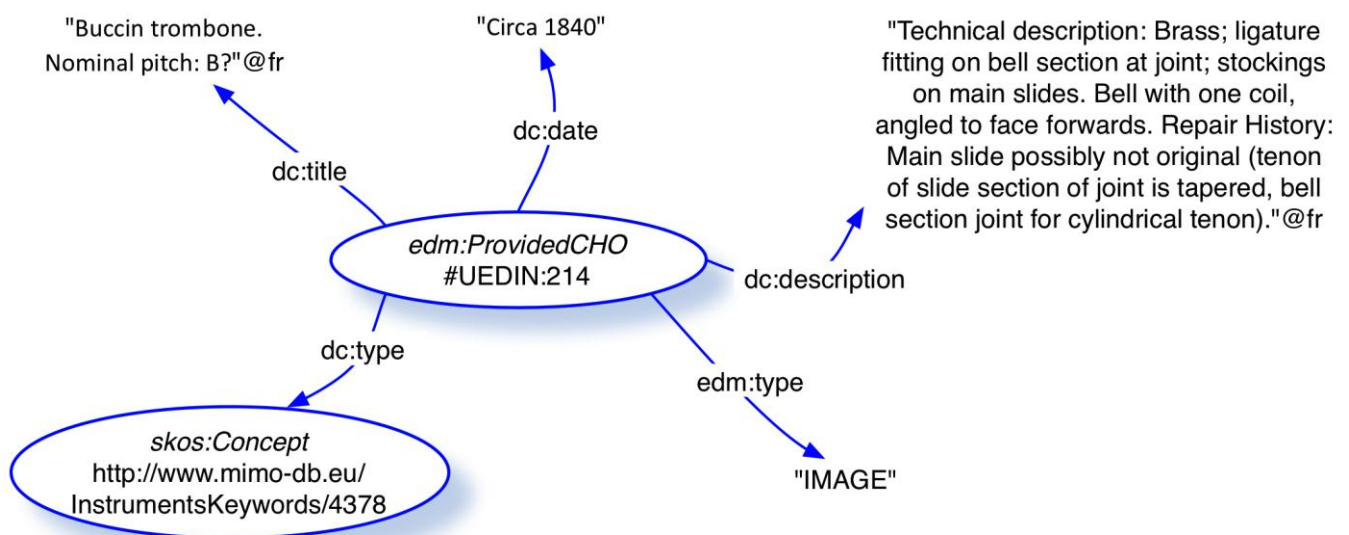 "Buccin trombone.
Nominal pitch: B?"@fr
"Circa 1840"
"Technical description: Brass; ligature
fitting on bell section at joint; stockings
on main slides. Bell with one coil,
angled to face forwards. Repair History:
Main slide possibly not original (tenon
of slide section of joint is tapered, bell
section joint for cylindrical tenon)."@fr
dc:title
dc:date
edm:ProvidedCHO
#UEDIN:214
dc:description
dc:type
edm:type
skos:Concept
http://www.mimo-db.eu/
InstrumentsKeywords/4378
"IMAGE"